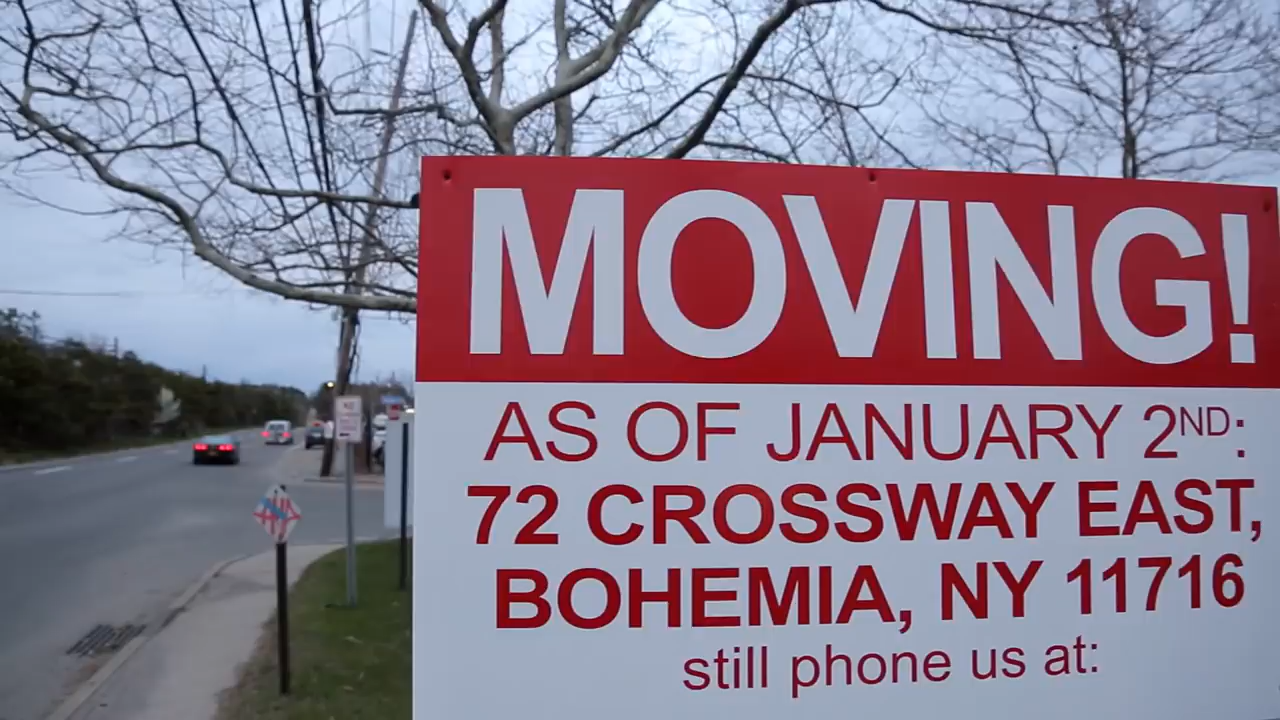 MOVING!
AS OF JANUARY 2ND:
72 CROSSWAY EAST,
BOHEMIA, NY 11716
still phone us at: